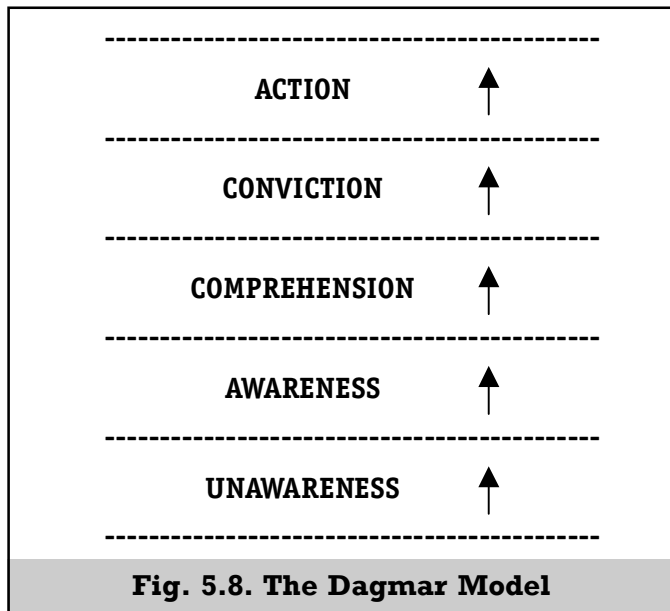 ACTION
CONVICTION
COMPREHENSION
AWARENESS
UNAWARENESS
Fig. 5.8. The Dagmar Model